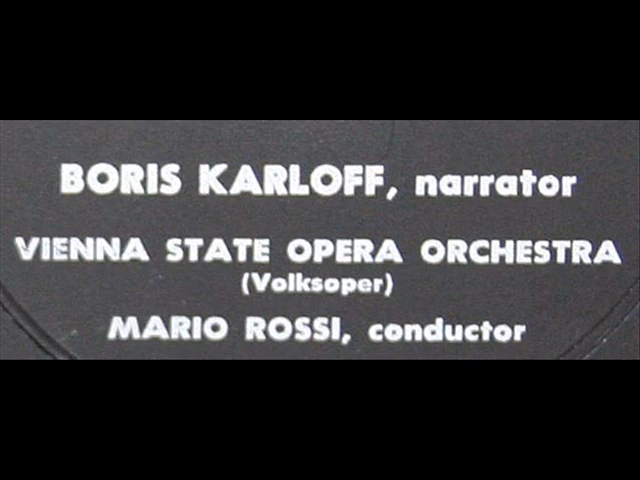 BORIS KARLOFF, narrator
VIENNA STATE OPERA ORCHESTRA
(Volksoper)
MARIO ROSSI, conductor